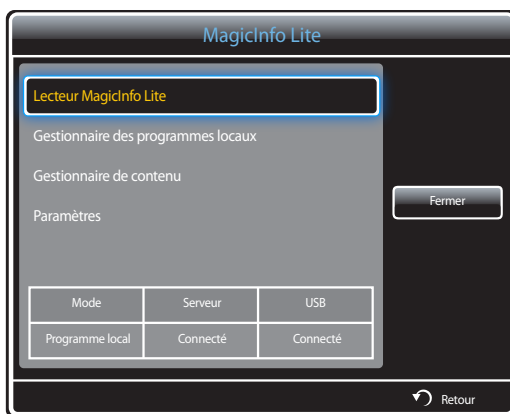 MagicInfo Lite
Lecteur MagicInfo Lite
Gestionnaire des programmes locaux
Gestionnaire de contenu
Paramètres
Fermer
Mode Serveur USB
Programme local Connecté Connecté
Retour